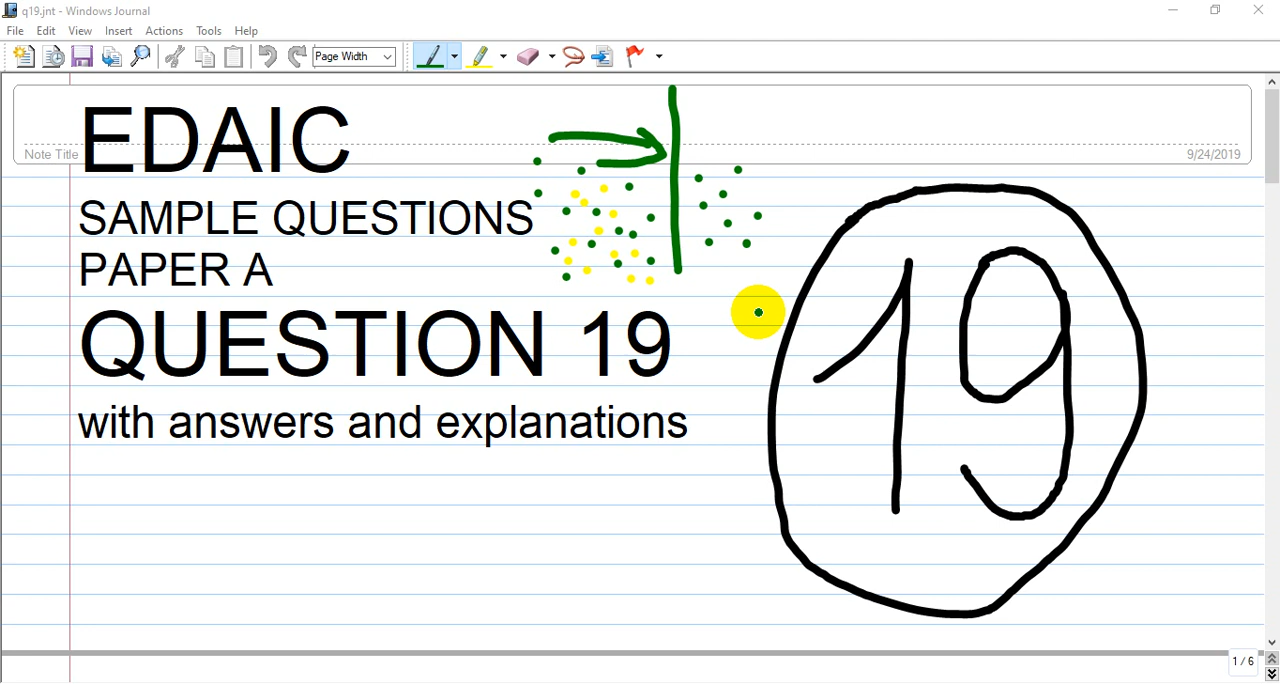 q19.jnt - Windows Journal
File Edit View Insert Actions Tools Help
Page Width
EDAIC
Note Title
9/24/2019
SAMPLE QUESTIONS
PAPER A
QUESTION 19
with answers and explanations
19
1 / 6